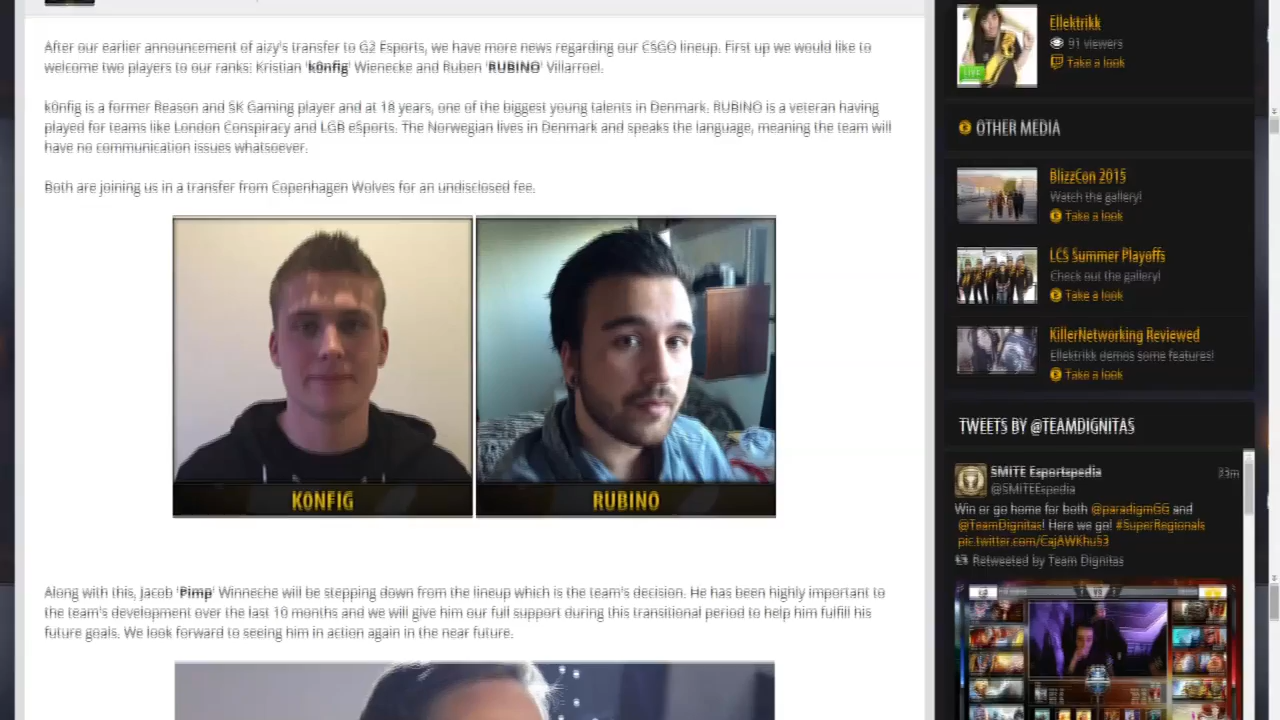 After our earlier announcement of aizy's transfer to G2 Esports, we have more news regarding our CSGO lineup. First up we would like to
welcome two players to our ranks: Kristian 'k0nfig' Wienecke and Ruben 'RUBINO' Villarroel.
k0nfig is a former Reason and SK Gaming player and at 18 years, one of the biggest young talents in Denmark. RUBINO is a veteran having
played for teams like London Conspiracy and LGB eSports. The Norwegian lives in Denmark and speaks the language, meaning the team will
have no communication issues whatsoever.
Both are joining us in a transfer from Copenhagen Wolves for an undisclosed fee.
K0NFIG
RUBINO
Along with this, Jacob 'Pimp' Winneche will be stepping down from the lineup which is the team's decision. He has been highly important to
the team's development over the last 10 months and we will give him our full support during this transitional period to help him fulfill his
future goals. We look forward to seeing him in action again in the near future.
Ellektrikk
91 viewers
Take a look
LIVE
OTHER MEDIA
BlizzCon 2015
Watch the gallery!
Take a look
LCS Summer Playoffs
Check out the gallery!
Take a look
KillerNetworking Reviewed
Ellektrikk demos some features!
Take a look
TWEETS BY @TEAMDIGNITAS
SMITE Esportspedia
23m
@SMITEEspedia
Win or go home for both @paradigmGG and
@TeamDignitas! Here we go! #SuperRegionals
pic.twitter.com/CajAWKhu53
Retweeted by Team Dignitas